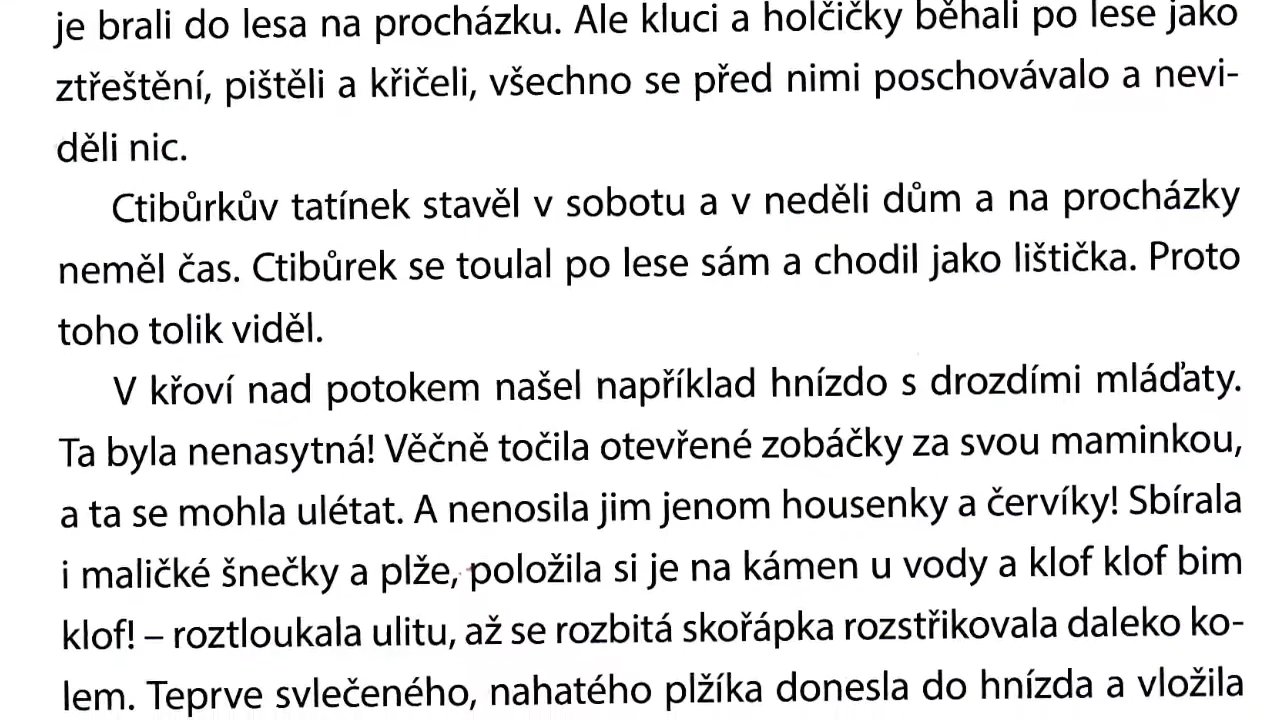 je brali do lesa na procházku. Ale kluci a holčičky běhali po lese jako
ztřeštění, pištěli a křičeli, všechno se před nimi poschovávalo a nevi-
děli nic.
Ctibůrkův tatínek stavěl v sobotu a v neděli dům a na procházky
neměl čas. Ctibůrek se toulal po lese sám a chodil jako lištička. Proto
toho tolik viděl.
V křoví nad potokem našel například hnízdo s drozdími mláďaty.
Ta byla nenasytná! Věčně točila otevřené zobáčky za svou maminkou,
a ta se mohla ulétat. A nenosila jim jenom housenky a červíky! Sbírala
i maličké šnečky a plže, položila si je na kámen u vody a klof klof bim
klof! – roztloukala ulitu, až se rozbitá skořápka rozstřikovala daleko ko-
lem. Teprve svlečeného, nahatého plžíka donesla do hnízda a vložila